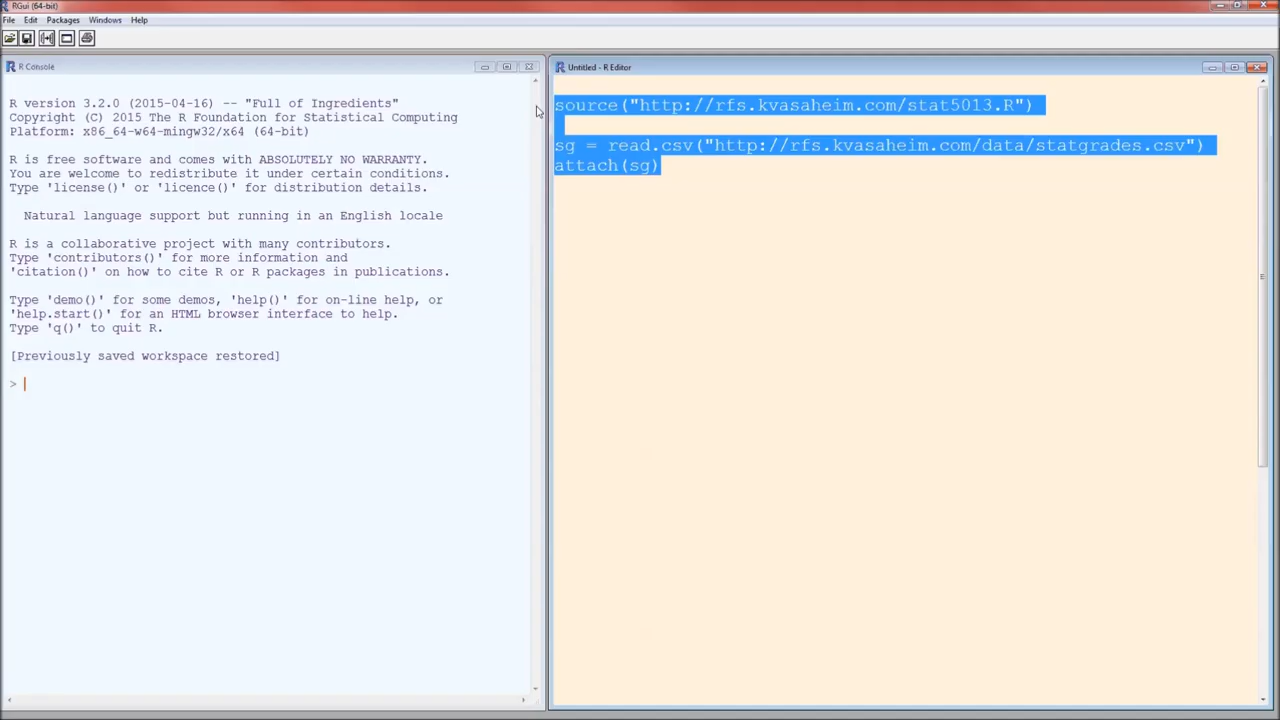 RGui (64-bit)
File Edit Packages Windows Help
R Console
R version 3.2.0 (2015-04-16) -- "Full of Ingredients"
Copyright (C) 2015 The R Foundation for Statistical Computing
Platform: x86_64-w64-mingw32/x64 (64-bit)
R is free software and comes with ABSOLUTELY NO WARRANTY.
You are welcome to redistribute it under certain conditions.
Type 'license()' or 'licence()' for distribution details.
Natural language support but running in an English locale
R is a collaborative project with many contributors.
Type 'contributors()' for more information and
'citation()' on how to cite R or R packages in publications.
Type 'demo()' for some demos, 'help()' for on-line help, or
'help.start()' for an HTML browser interface to help.
Type 'q()' to quit R.
[Previously saved workspace restored]
>
Untitled - R Editor
source("http://rfs.kvasaheim.com/stat5013.R")
sg = read.csv("http://rfs.kvasaheim.com/data/statgrades.csv")
attach(sg)